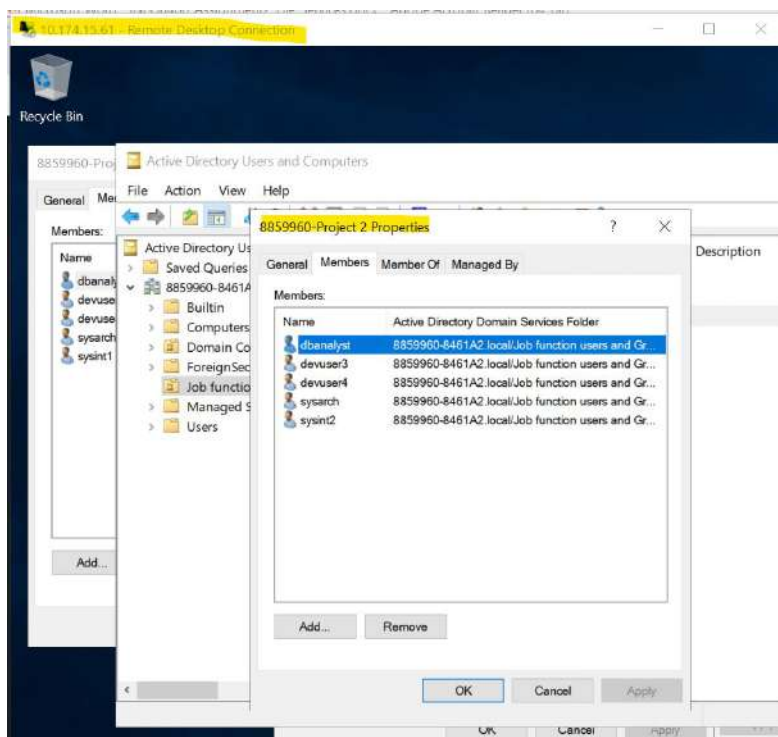 10.174.15.61 - Remote Desktop Connection
Recycle Bin
8859960-Proj
Active Directory Users and Computers
File Action View Help
General Me
Members:
Name
dbanaly
devuse
devuse
sysarch
sysint1
Add...
Active Directory Us
Saved Queries
8859960-8461A
Builtin
Computers
Domain Co
ForeignSec
Job functio
Managed S
Users
Description
8859960-Project 2 Properties
General Members Member Of Managed By
Members:
Name Active Directory Domain Services Folder
dbanalyst 8859960-8461A2.local/Job function users and Gr...
devuser3 8859960-8461A2.local/Job function users and Gr...
devuser4 8859960-8461A2.local/Job function users and Gr...
sysarch 8859960-8461A2.local/Job function users and Gr...
sysint2 8859960-8461A2.local/Job function users and Gr...
Add... Remove
OK Cancel Apply
OK Cancel Apply